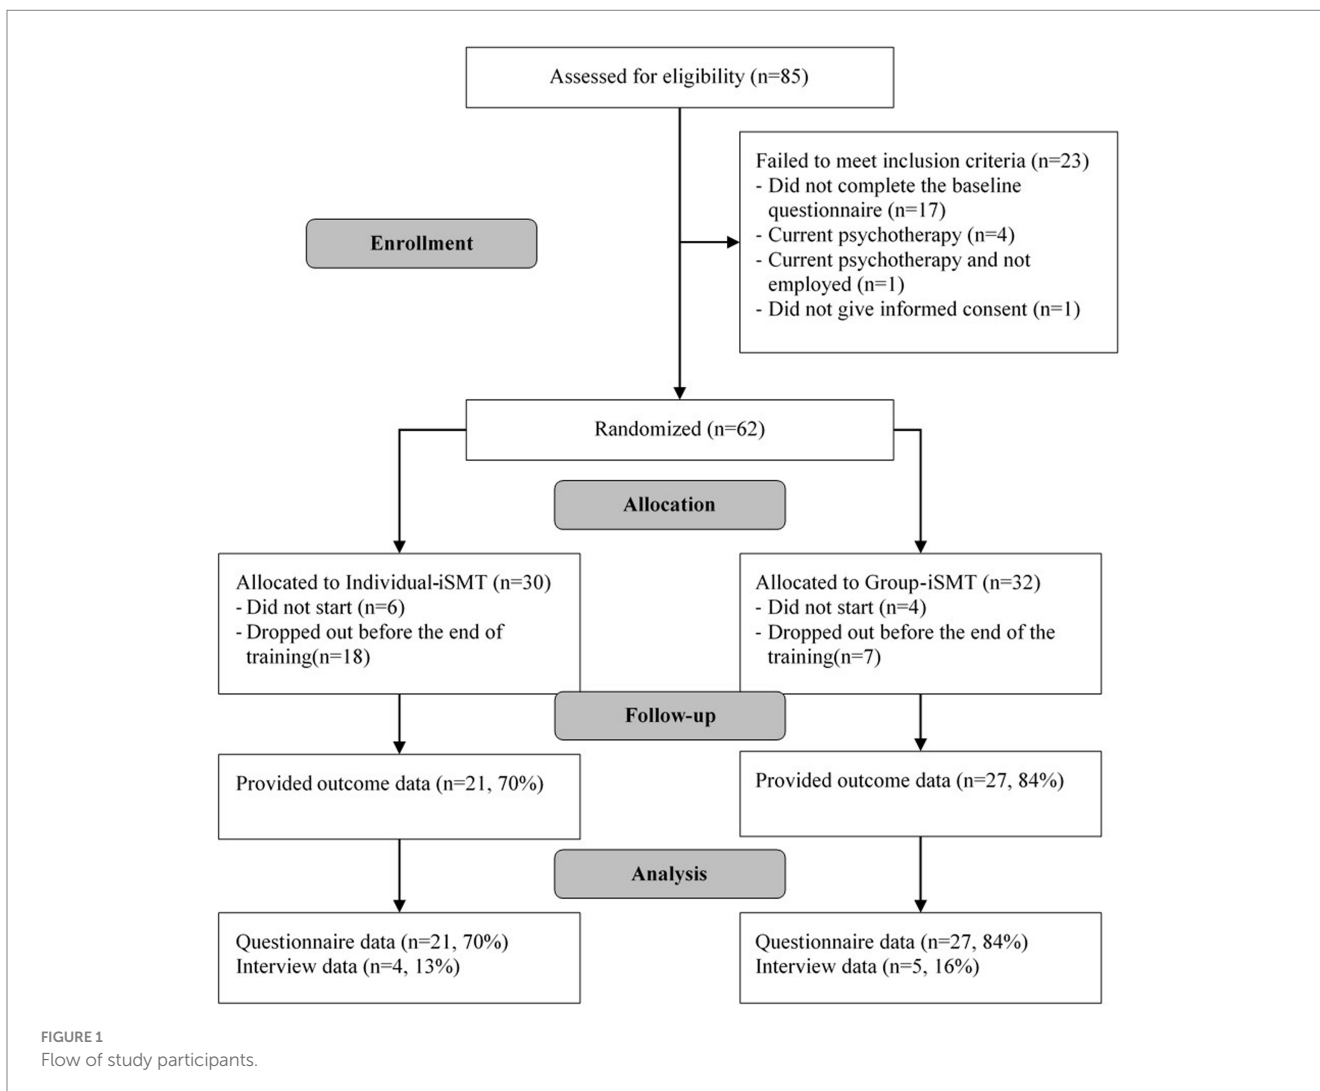 Assessed for eligibility (n=85)
Failed to meet inclusion criteria (n=23)
- Did not complete the baseline
questionnaire (n=17)
- Current psychotherapy (n=4)
- Current psychotherapy and not
employed (n=1)
- Did not give informed consent (n=1)
Enrollment
Randomized (n=62)
Allocation
Allocated to Individual-iSMT (n=30)
- Did not start (n=6)
- Dropped out before the end of
training(n=18)
Allocated to Group-iSMT (n=32)
- Did not start (n=4)
- Dropped out before the end of the
training(n=7)
Follow-up
Provided outcome data (n=21, 70%)
Provided outcome data (n=27, 84%)
Analysis
Questionnaire data (n=21, 70%)
Interview data (n=4, 13%)
Questionnaire data (n=27, 84%)
Interview data (n=5, 16%)
FIGURE 1
Flow of study participants.